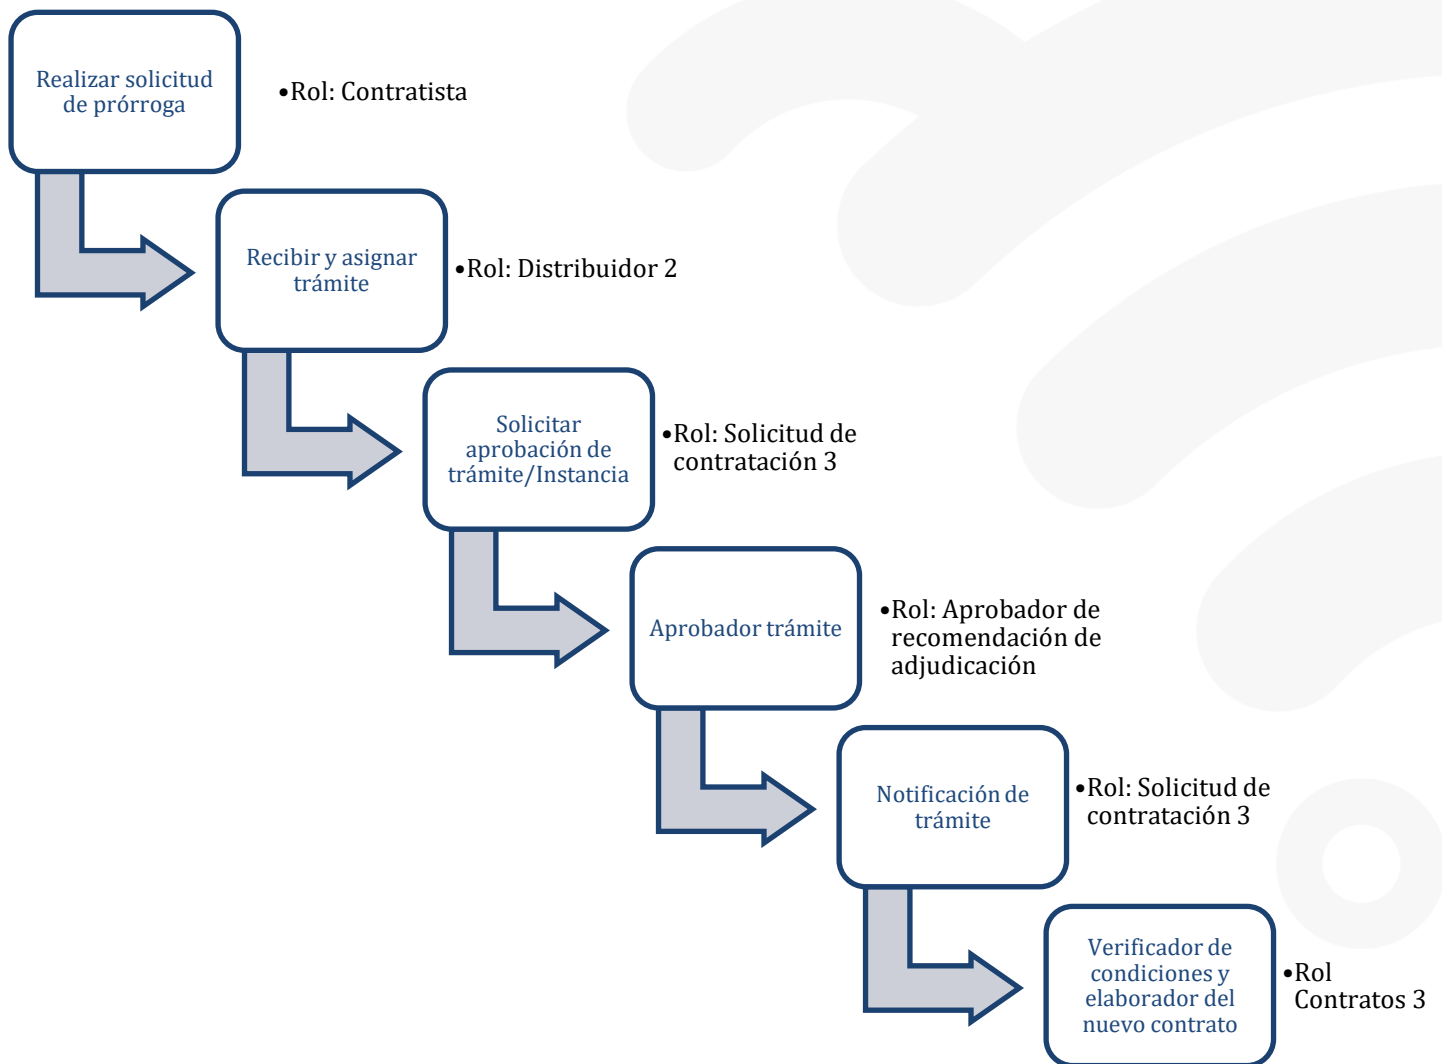 Realizar solicitud
de prórroga
•Rol: Contratista
Recibir y asignar
trámite
•Rol: Distribuidor 2
Solicitar
aprobación de
trámite/Instancia
•Rol: Solicitud de
contratación 3
Aprobador trámite
•Rol: Aprobador de
recomendación de
adjudicación
Notificación de
trámite
•Rol: Solicitud de
contratación 3
Verificador de
condiciones y
elaborador del
nuevo contrato
•Rol
Contratos 3